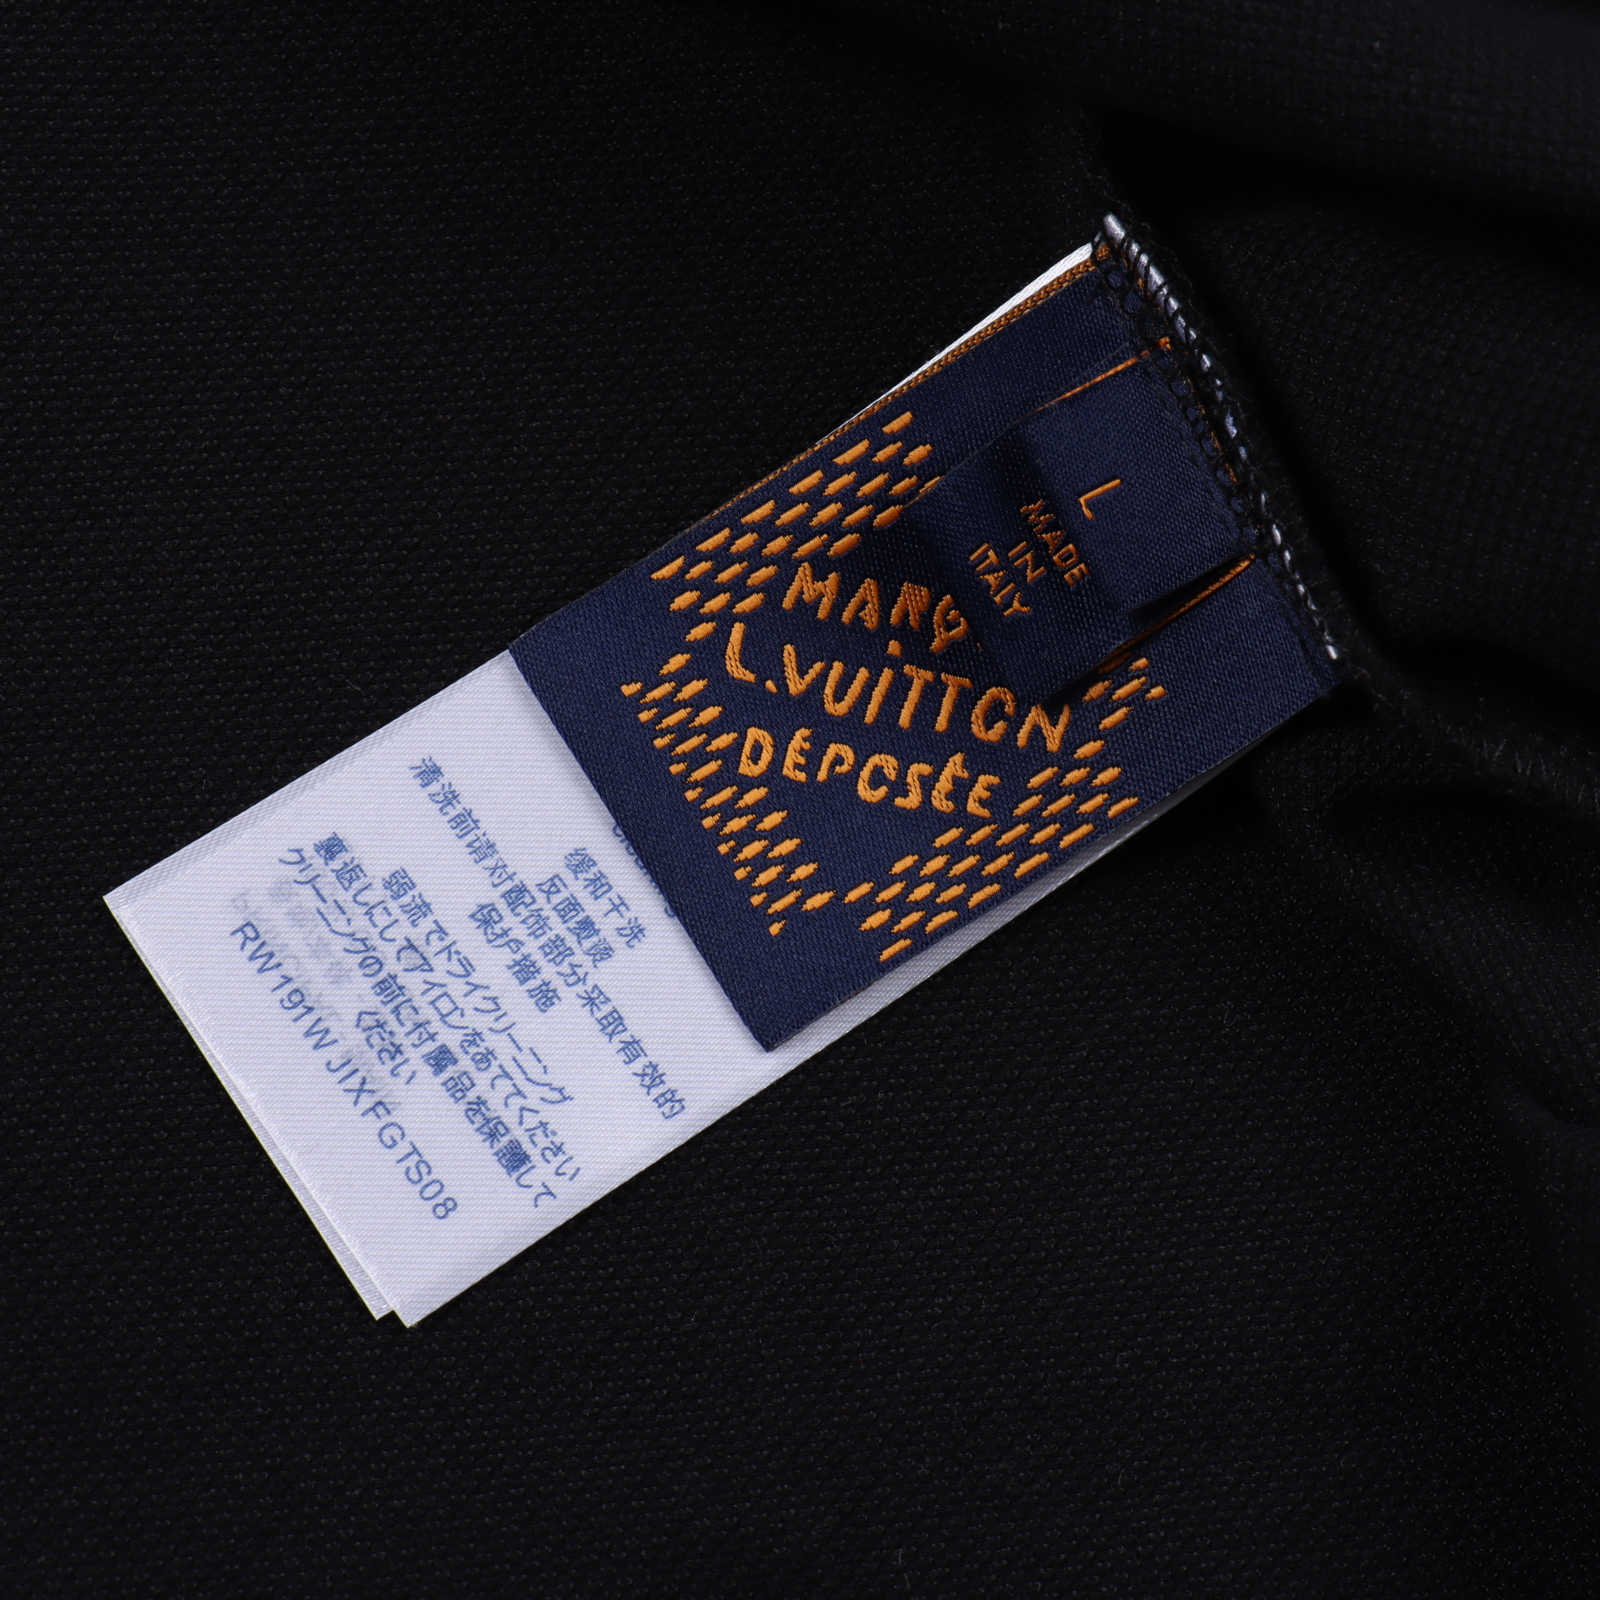 L
MADE
IN
ITALY
MARQ.
L.VUITTON
DÉPOSÉE
缓和干洗
反面熨烫
清洗前请对配饰部分采取有效的
保护措施
弱流でドライクリーニング
裏返しにしてアイロンをあててください
クリーニングの前に付属品を保護して
ください
RW191W JIXFGTS08